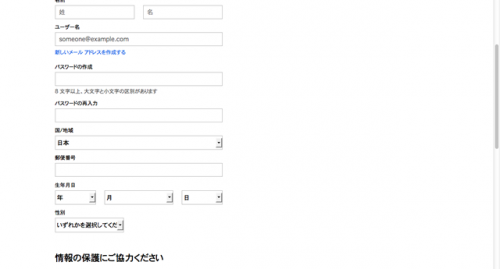 名前
姓 名
ユーザー名
someone@example.com
新しいメール アドレスを作成する
パスワードの作成
8 文字以上、大文字と小文字の区別があります
パスワードの再入力
国/地域
日本
郵便番号
生年月日
年 月 日
性別
いずれかを選択してくだ
情報の保護にご協力ください